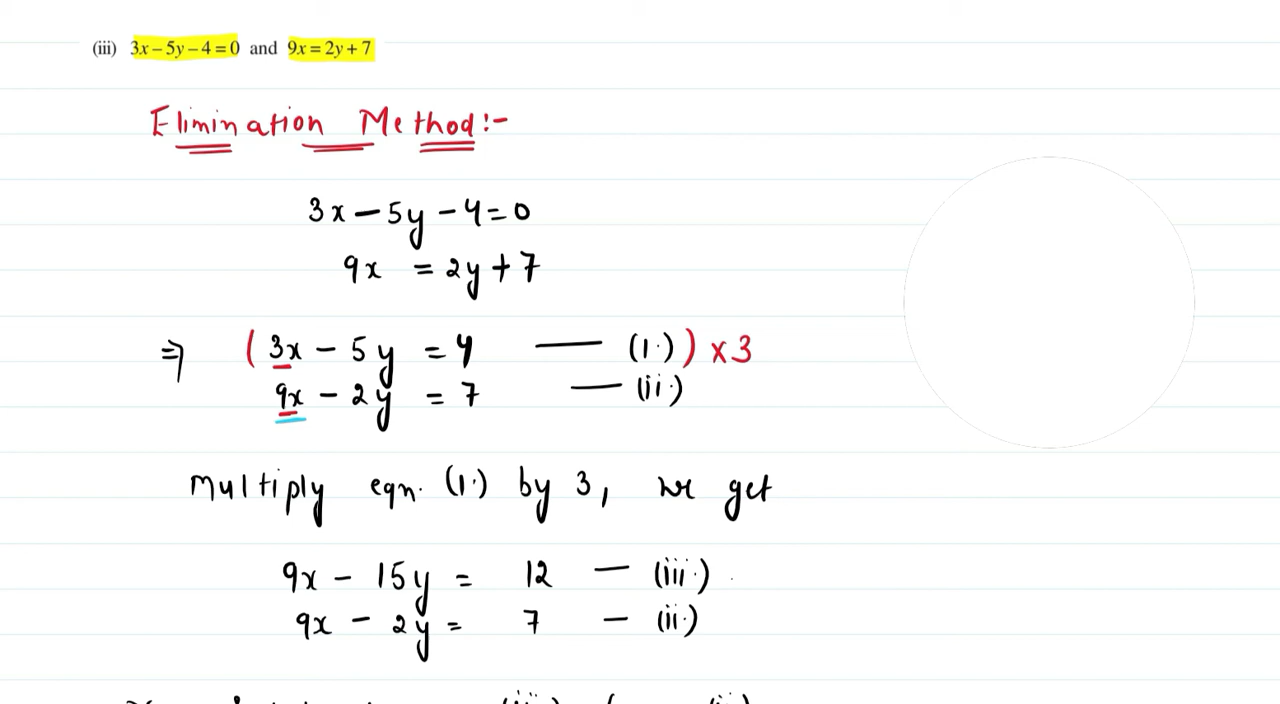 (iii) 3x – 5y – 4 = 0 and 9x = 2y + 7
Elimination Method:-
3x - 5y - 4 = 0
9x = 2y + 7
⇒ (3x - 5y = 4 — (1.)) × 3
9x - 2y = 7 — (ii.)
Multiply eqn. (1.) by 3, we get
9x - 15y = 12 — (iii.)
9x - 2y = 7 — (ii.)